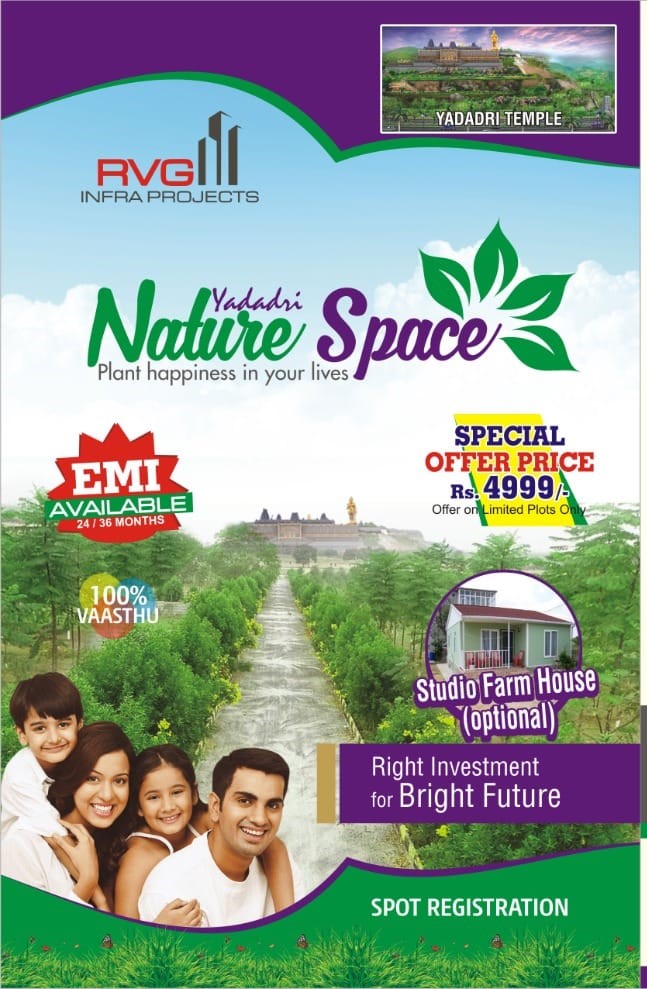 YADADRI TEMPLE
RVG
INFRA PROJECTS
Yadadri
Nature Space
Plant happiness in your lives
EMI
AVAILABLE
24 / 36 MONTHS
SPECIAL
OFFER PRICE
Rs. 4999/-
Offer on Limited Plots Only
100%
VAASTHU
Studio Farm House
(optional)
Right Investment
for Bright Future
SPOT REGISTRATION